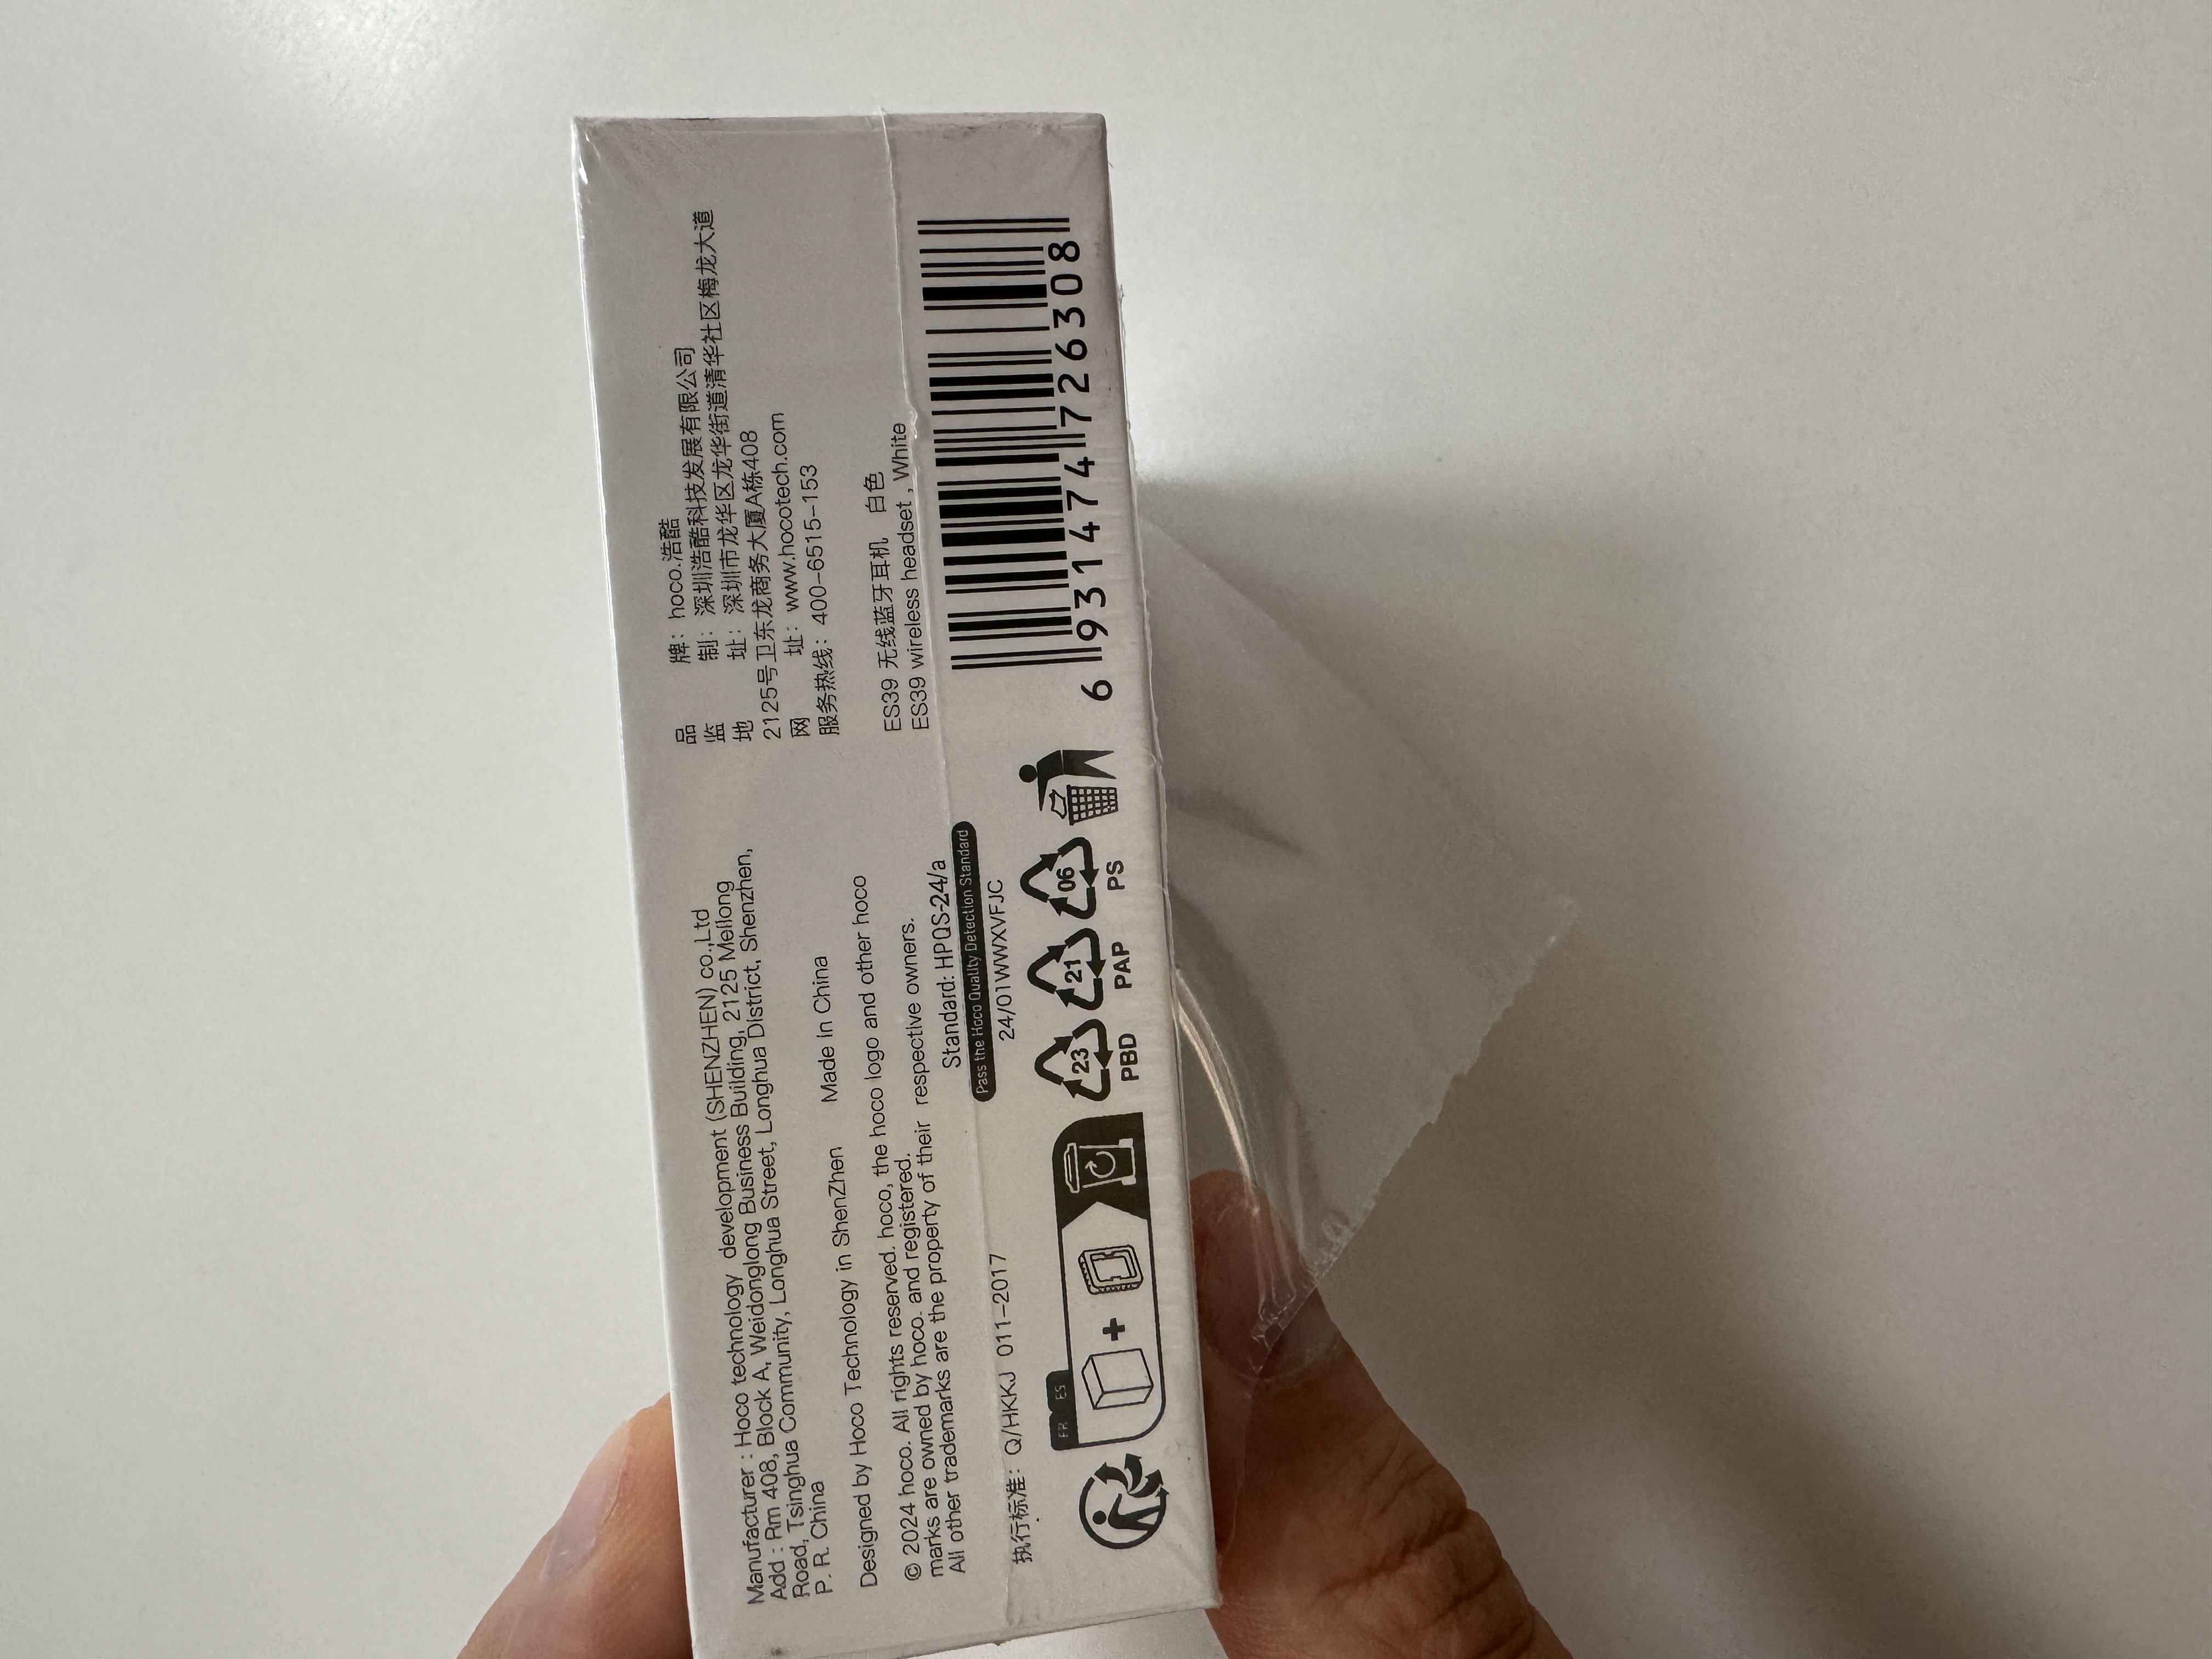 Manufacturer : Hoco technology development (SHENZHEN) co.,Ltd
Add : Rm 408, Block A, Weidonglong Business Building, 2125 Meilong
Road, Tsinghua Community, Longhua Street, Longhua District, Shenzhen,
P. R. China
Made in China
Designed by Hoco Technology in ShenZhen
© 2024 hoco. All rights reserved. hoco, the hoco logo and other hoco
marks are owned by hoco. and registered.
All other trademarks are the property of their respective owners.
Standard: HPQS-24/a
Pass the Hoco Quality Detection Standard
执行标准: Q/HKKJ 011-2017
24/01WWXVFJC
FR ES
23
PBD
21
PAP
06
PS
品 牌: hoco.浩酷
监 制: 深圳浩酷科技发展有限公司
地 址: 深圳市龙华区龙华街道清华社区梅龙大道
2125号卫东龙商务大厦A栋408
网 址: www.hocotech.com
服务热线: 400-6515-153
ES39 无线蓝牙耳机 白色
ES39 wireless headset , White
6 931474 726308